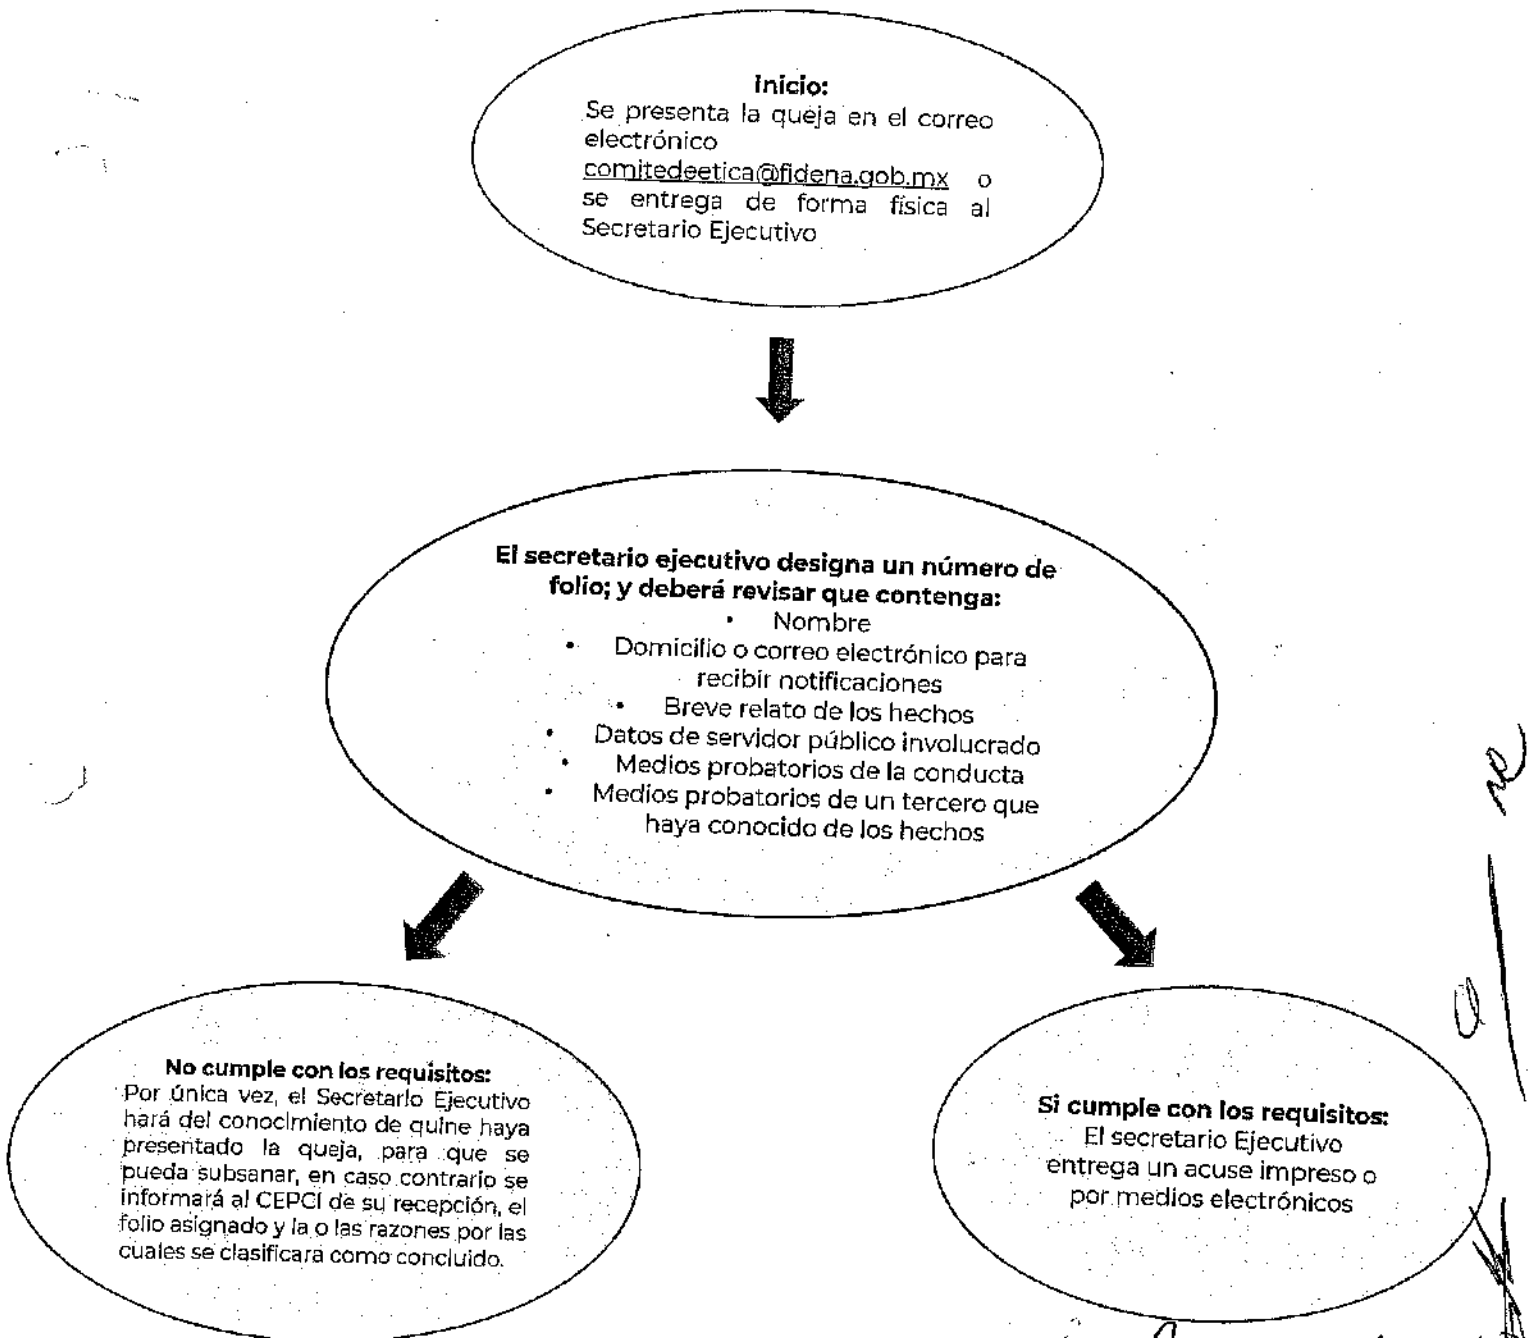 Inicio:
Se presenta la queja en el correo
electrónico
comitedeetica@fidena.gob.mx o
se entrega de forma física al
Secretario Ejecutivo
El secretario ejecutivo designa un número de
folio; y deberá revisar que contenga:
• Nombre
• Domicilio o correo electrónico para
recibir notificaciones
• Breve relato de los hechos
• Datos de servidor público involucrado
• Medios probatorios de la conducta
• Medios probatorios de un tercero que
haya conocido de los hechos
No cumple con los requisitos:
Por única vez, el Secretario Ejecutivo
hará del conocimiento de quine haya
presentado la queja, para que se
pueda subsanar, en caso contrario se
informará al CEPCI de su recepción, el
folio asignado y la o las razones por las
cuales se clasificará como concluido.
Si cumple con los requisitos:
El secretario Ejecutivo
entrega un acuse impreso o
por medios electrónicos